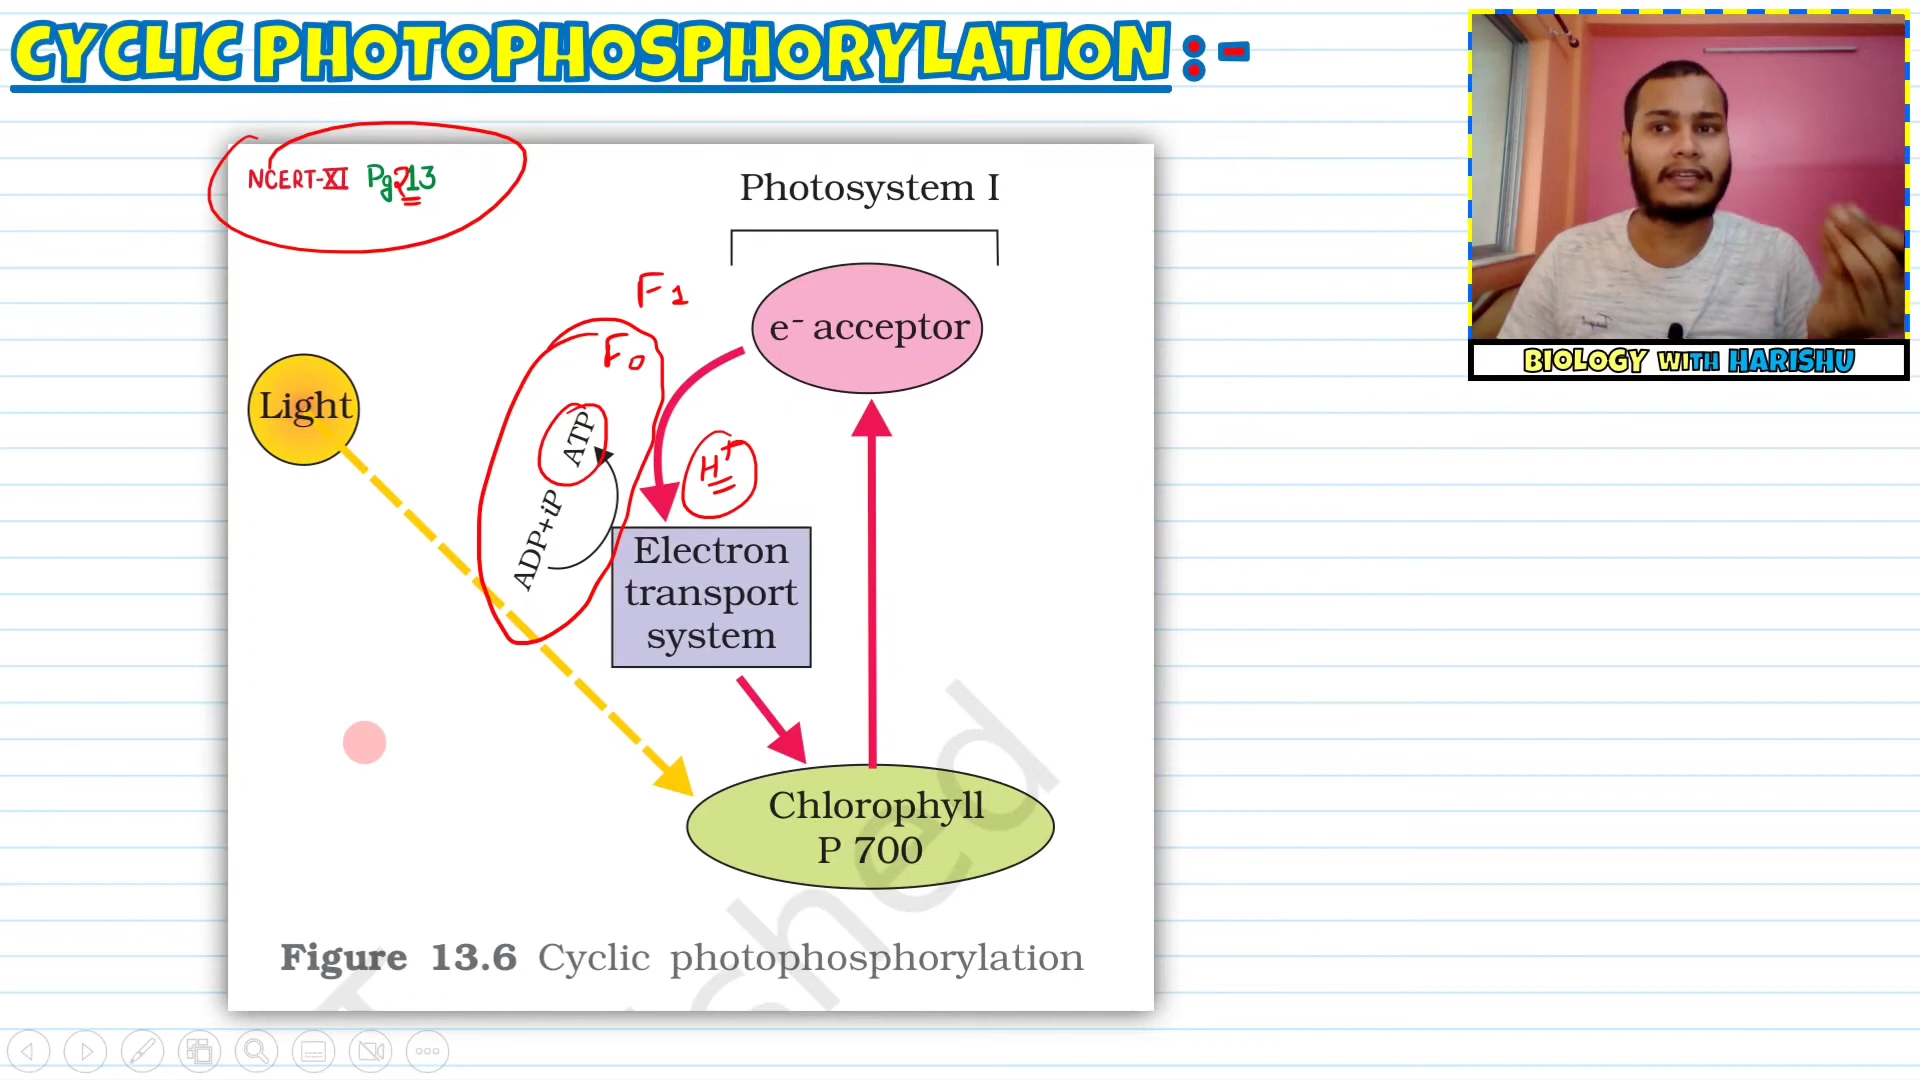 CYCLIC PHOTOPHOSPHORYLATION :-
NCERT-XI Pg 213
Photosystem I
F1
F0
e⁻ acceptor
Light
ATP
H⁺
ADP+iP
Electron
transport
system
Chlorophyll
P 700
Figure 13.6 Cyclic photophosphorylation
BIOLOGY WITH HARISHU